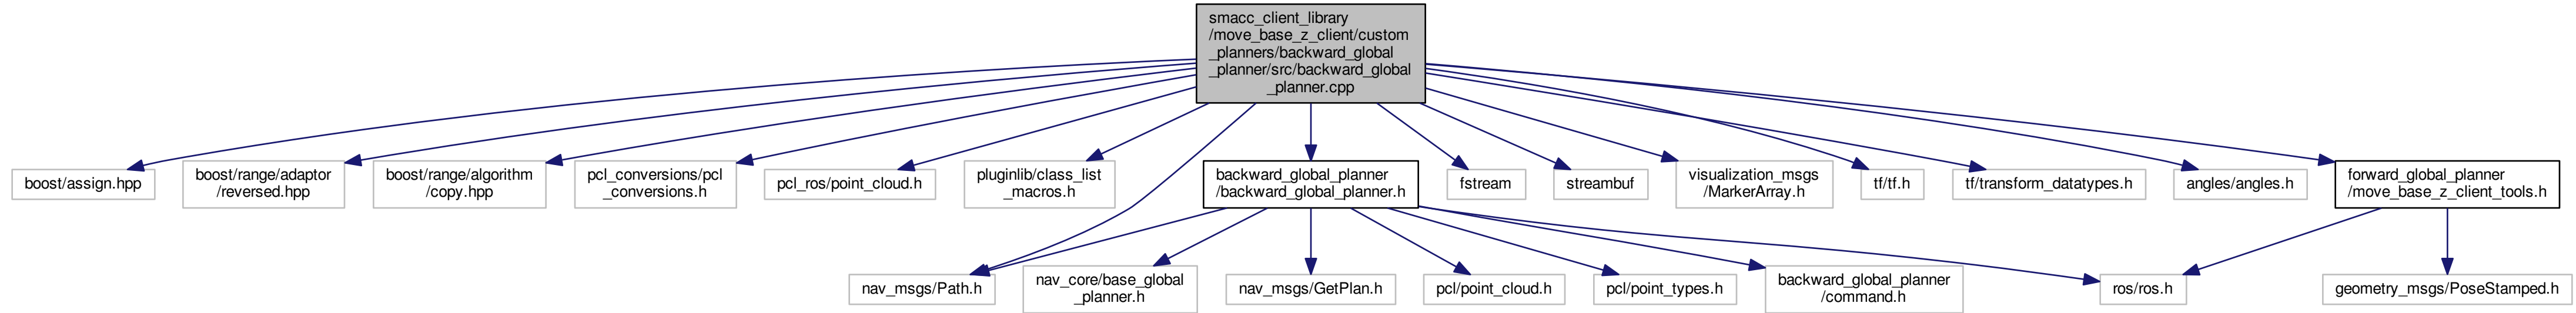 smacc_client_library
/move_base_z_client/custom
_planners/backward_global
_planner/src/backward_global
_planner.cpp
boost/assign.hpp
boost/range/adaptor
/reversed.hpp
boost/range/algorithm
/copy.hpp
pcl_conversions/pcl
_conversions.h
pcl_ros/point_cloud.h
pluginlib/class_list
_macros.h
backward_global_planner
/backward_global_planner.h
fstream
streambuf
visualization_msgs
/MarkerArray.h
tf/tf.h
tf/transform_datatypes.h
angles/angles.h
forward_global_planner
/move_base_z_client_tools.h
nav_msgs/Path.h
nav_core/base_global
_planner.h
nav_msgs/GetPlan.h
pcl/point_cloud.h
pcl/point_types.h
backward_global_planner
/command.h
ros/ros.h
geometry_msgs/PoseStamped.h